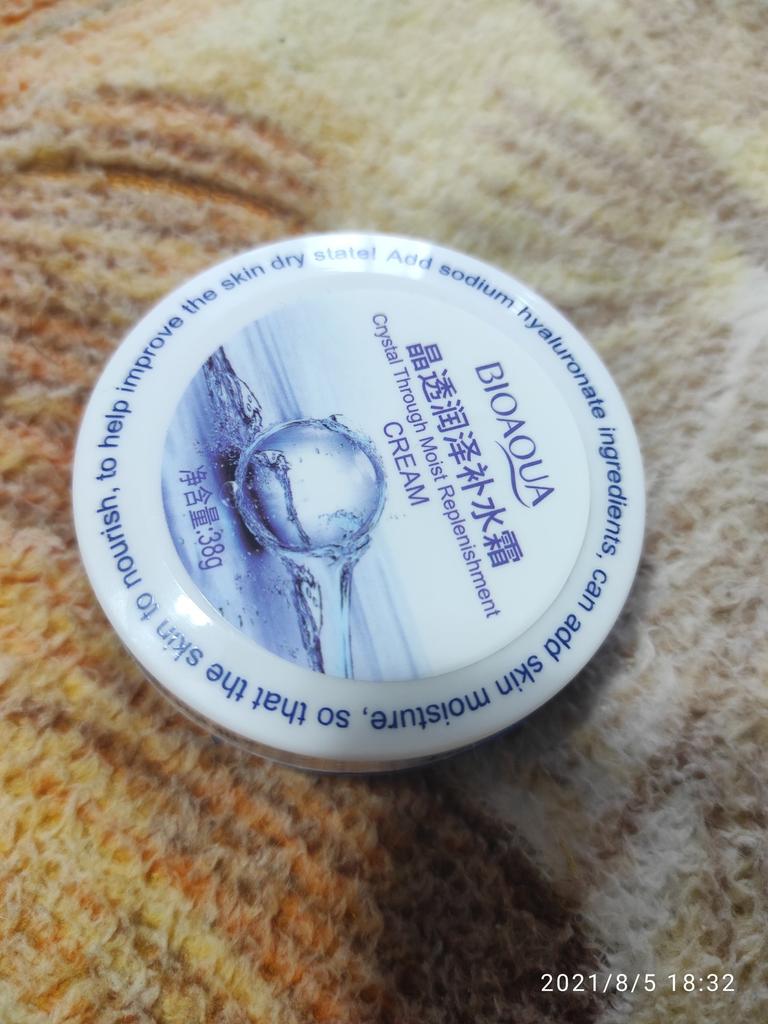 BIOAQUA
晶透润泽补水霜
Crystal Through Moist Replenishment
CREAM
净含量:38g
Add sodium hyaluronate ingredients, can add skin moisture, so that the skin to nourish, to help improve the skin dry state!
2021/8/5 18:32